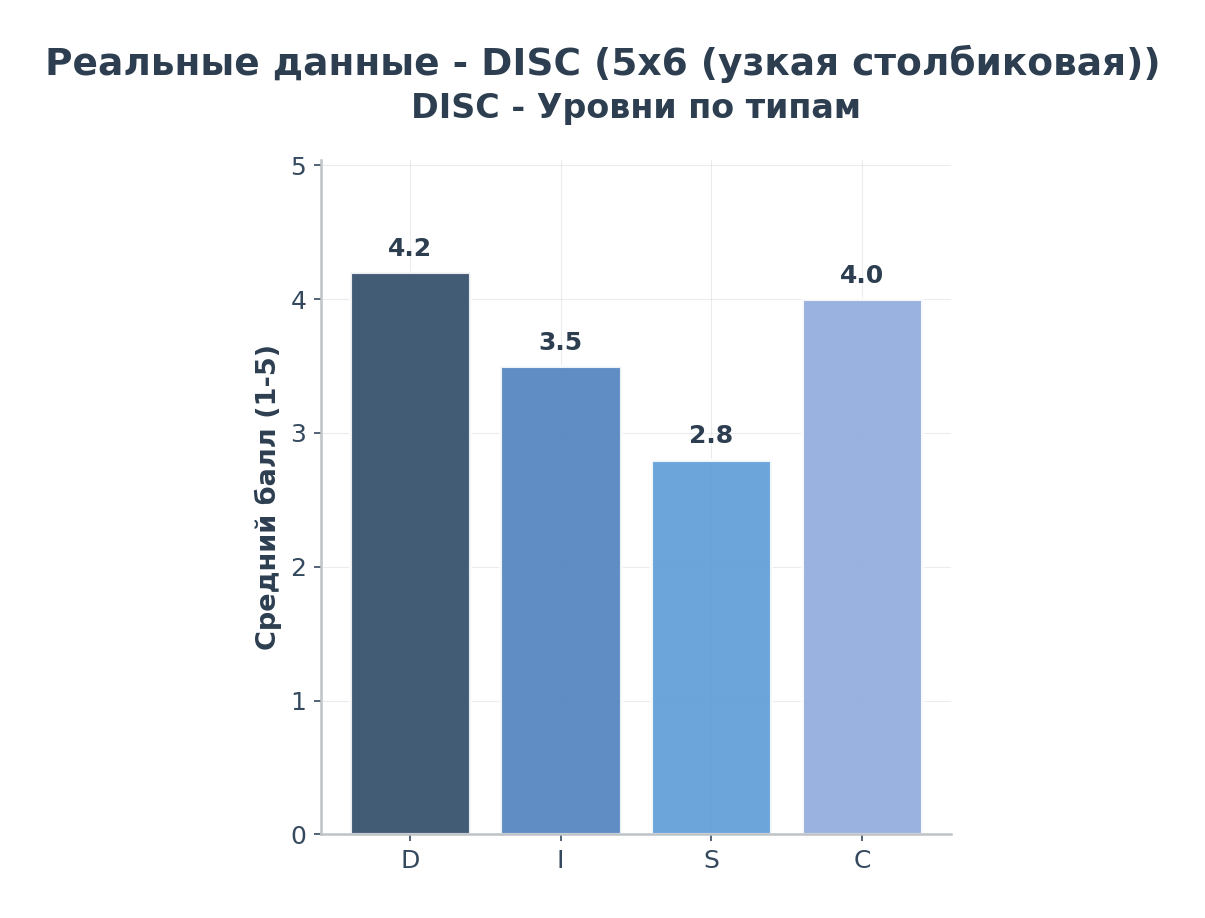 Реальные данные - DISC (5x6 (узкая столбиковая))
DISC - Уровни по типам
Средний балл (1-5)
5
4
3
2
1
0
4.2
3.5
2.8
4.0
D
I
S
C